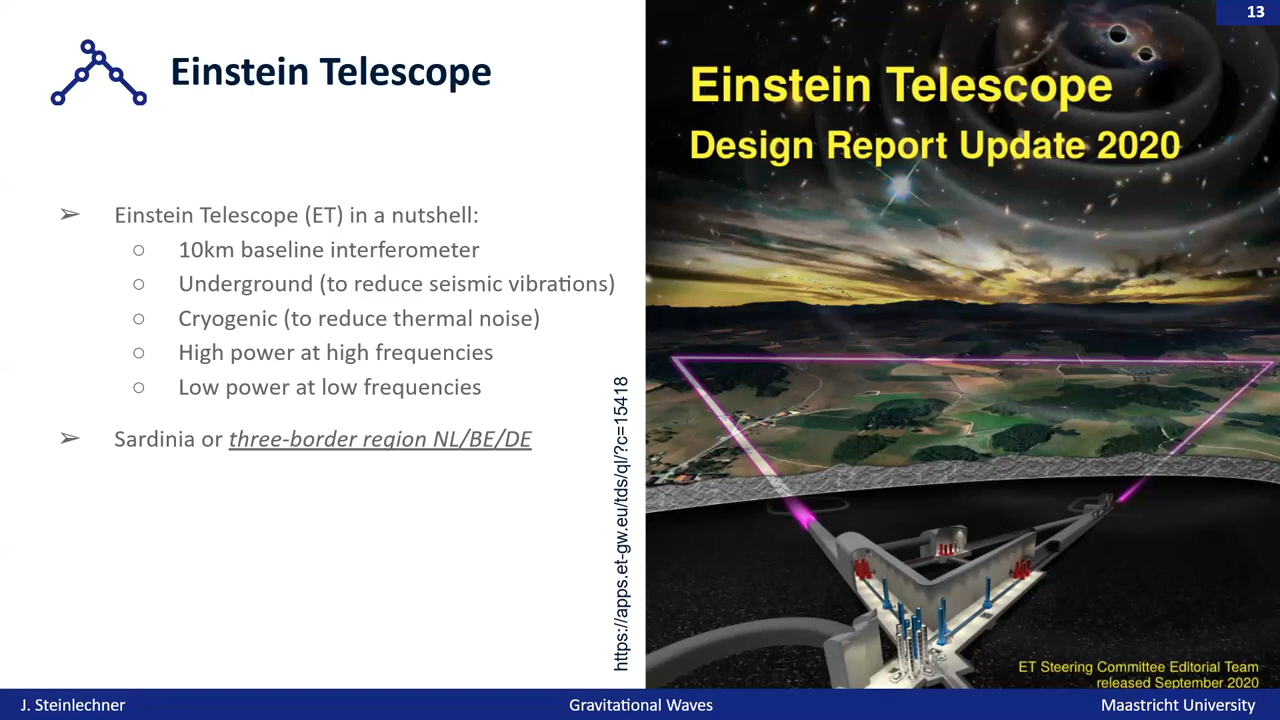 13
Einstein Telescope
➢ Einstein Telescope (ET) in a nutshell:
○ 10km baseline interferometer
○ Underground (to reduce seismic vibrations)
○ Cryogenic (to reduce thermal noise)
○ High power at high frequencies
○ Low power at low frequencies
➢ Sardinia or three-border region NL/BE/DE
https://apps.et-gw.eu/tds/ql/?c=15418
Einstein Telescope
Design Report Update 2020
ET Steering Committee Editorial Team
released September 2020
J. Steinlechner
Gravitational Waves
Maastricht University